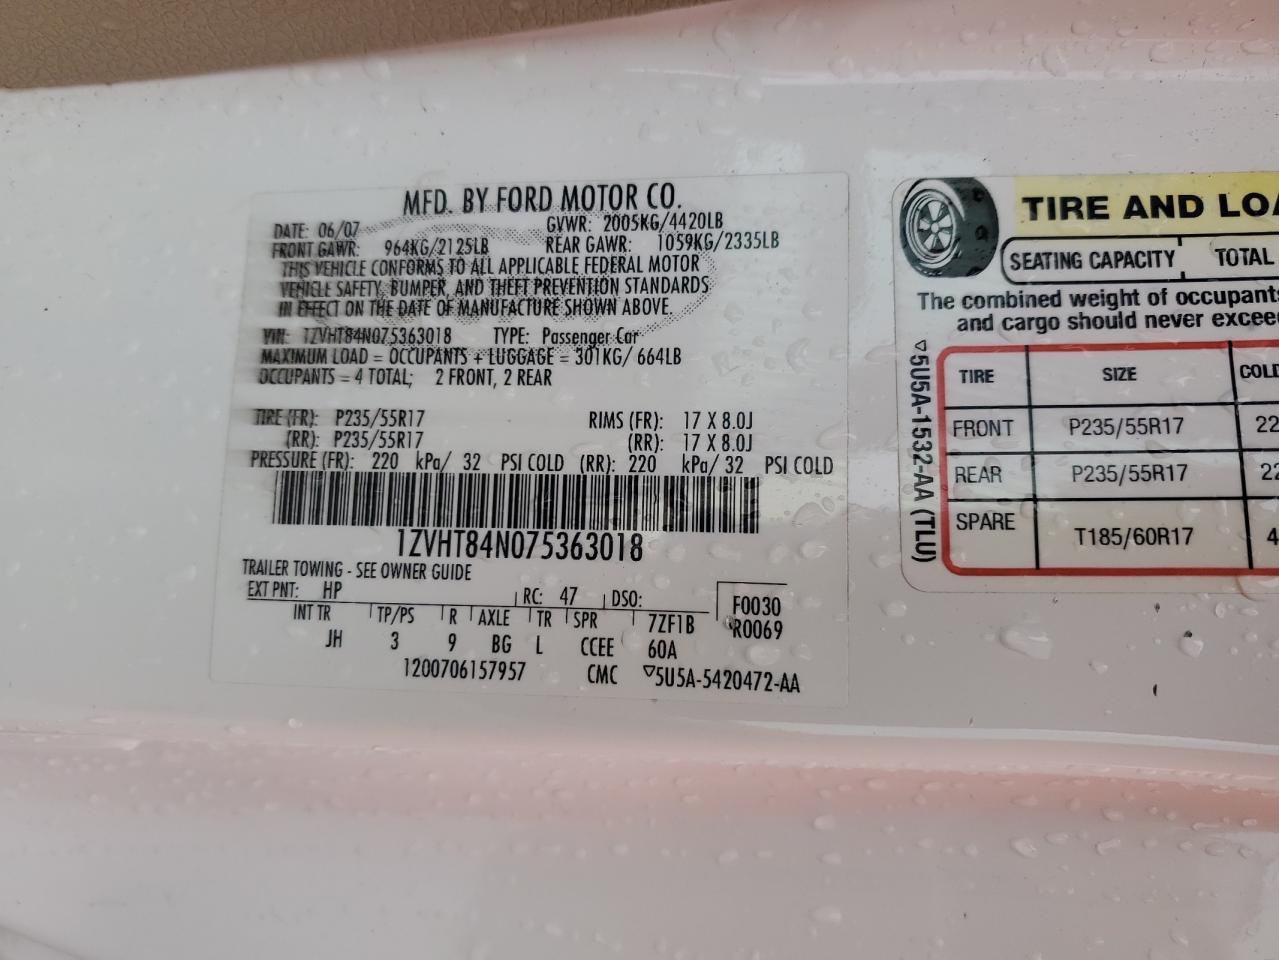 MFD. BY FORD MOTOR CO.
DATE: 06/07 GVWR: 2005KG/4420LB
FRONT GAWR: 964KG/2125LB REAR GAWR: 1059KG/2335LB
THIS VEHICLE CONFORMS TO ALL APPLICABLE FEDERAL MOTOR
VEHICLE SAFETY, BUMPER, AND THEFT PREVENTION STANDARDS
IN EFFECT ON THE DATE OF MANUFACTURE SHOWN ABOVE.
VIN: 1ZVHT84N075363018 TYPE: Passenger Car
MAXIMUM LOAD = OCCUPANTS + LUGGAGE = 301KG/ 664LB
OCCUPANTS = 4 TOTAL; 2 FRONT, 2 REAR
TIRE (FR): P235/55R17 RIMS (FR): 17 X 8.0J
(RR): P235/55R17 (RR): 17 X 8.0J
PRESSURE (FR): 220 kPa/ 32 PSI COLD (RR): 220 kPa/ 32 PSI COLD
1ZVHT84N075363018
TRAILER TOWING - SEE OWNER GUIDE
EXT PNT: HP RC: 47 DSO: F0030
INT TR TP/PS R AXLE TR SPR 7ZF1B R0069
JH 3 9 BG L CCEE 60A
1200706157957 CMC ▽5U5A-5420472-AA
TIRE AND LOA
SEATING CAPACITY TOTAL
The combined weight of occupants
and cargo should never excee
▽5U5A-1532-AA (TLU)
TIRE SIZE COLD
FRONT P235/55R17 22
REAR P235/55R17 22
SPARE T185/60R17 4